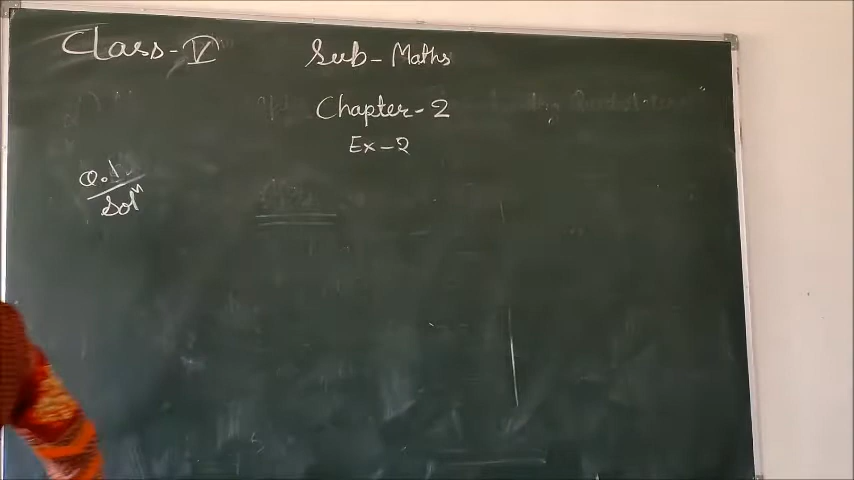 Class-V Sub-Maths
Chapter-2
Ex-2
Q.1.
Solⁿ